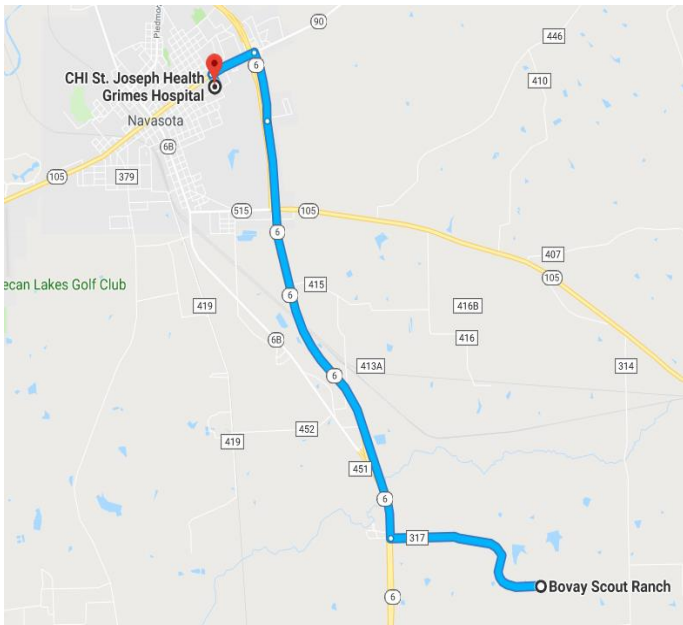 Piedmon
90
446
CHI St. Joseph Health
Grimes Hospital
6
410
Navasota
6B
105
379
515
105
6
407
105
ecan Lakes Golf Club
415
6
419
416B
6B
416
413A
314
6
452
419
451
6
317
Bovay Scout Ranch
6